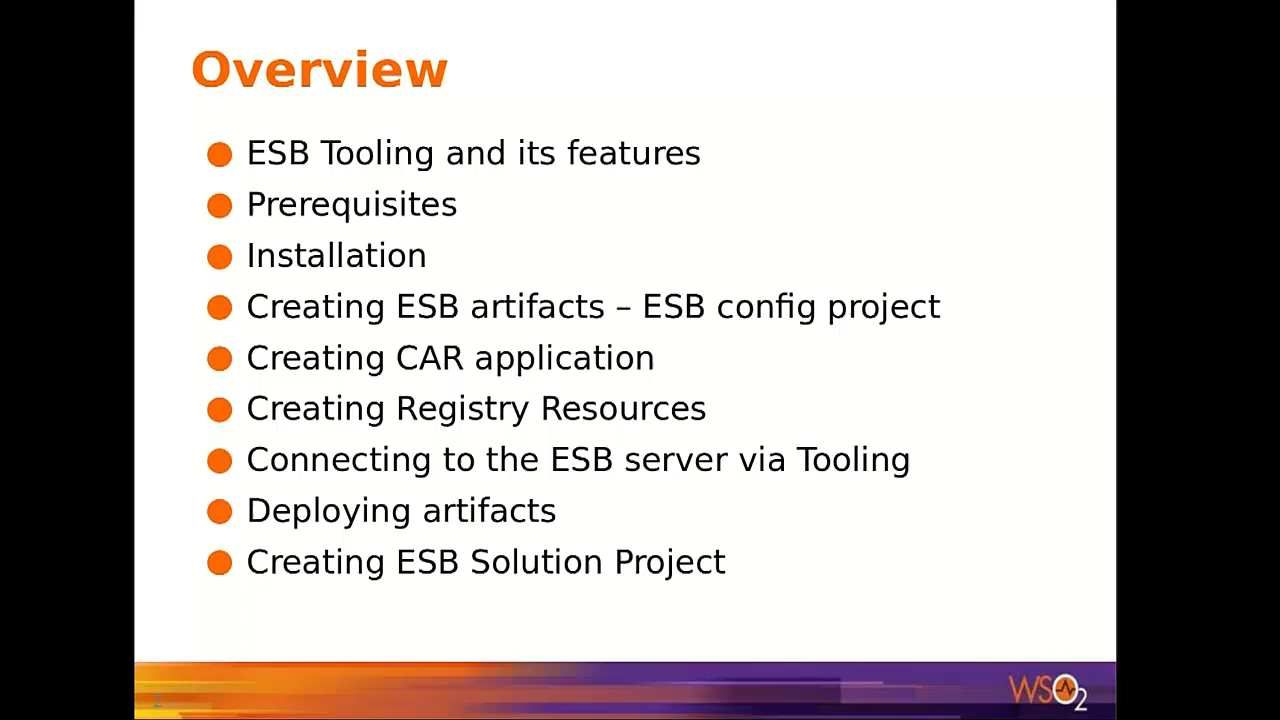 Overview
ESB Tooling and its features
Prerequisites
Installation
Creating ESB artifacts – ESB config project
Creating CAR application
Creating Registry Resources
Connecting to the ESB server via Tooling
Deploying artifacts
Creating ESB Solution Project
WSO2